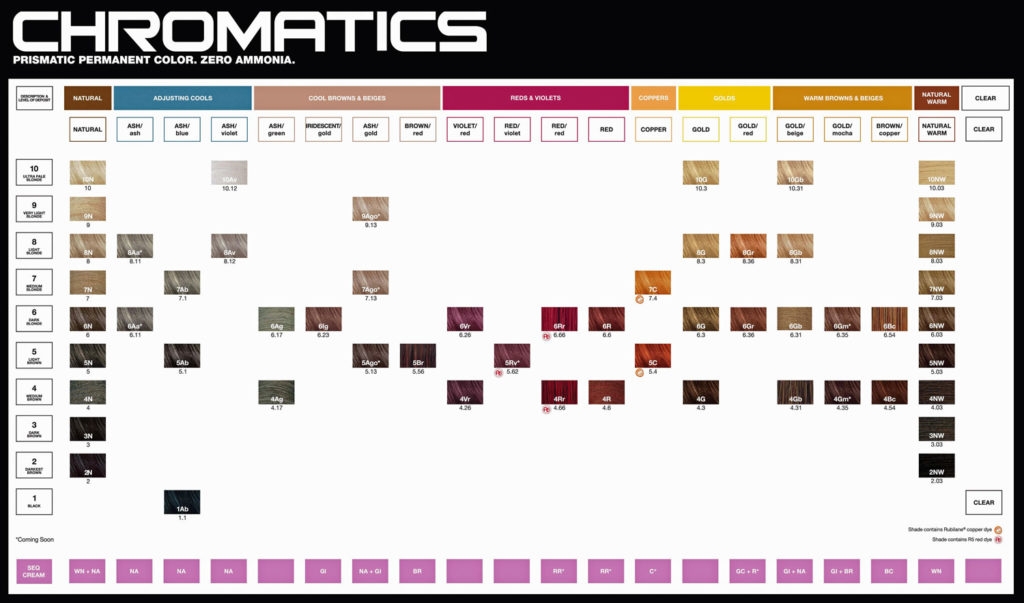 CHROMATICS
PRISMATIC PERMANENT COLOR. ZERO AMMONIA.
DESCRIPTION & LEVEL OF DEPOSIT NATURAL ADJUSTING COOLS COOL BROWNS & BEIGES REDS & VIOLETS COPPERS GOLDS WARM BROWNS & BEIGES NATURAL WARM CLEAR
NATURAL ASH/ash ASH/blue ASH/violet ASH/green IRIDESCENT/gold ASH/gold BROWN/red VIOLET/red RED/violet RED/red RED COPPER GOLD GOLD/red GOLD/beige GOLD/mocha BROWN/copper NATURAL WARM CLEAR
10 ULTRA PALE BLONDE 10N 10Av 10G 10Gb 10NW
10 10.12 10.3 10.31 10.03
9 VERY LIGHT BLONDE 9N 9Ago* 9NW
9 9.13 9.03
8 LIGHT BLONDE 8N 8Aa* 8Av 8G 8Gr 8Gb 8NW
8 8.11 8.12 8.3 8.36 8.31 8.03
7 MEDIUM BLONDE 7N 7Ab 7Ago* 7C 7NW
7 7.1 7.13 7.4 7.03
6 DARK BLONDE 6N 6Aa* 6Ag 6Ig 6Vr 6Rr 6R 6G 6Gr 6Gb 6Gm* 6Bc 6NW
6 6.11 6.17 6.23 6.26 6.66 6.6 6.3 6.36 6.31 6.35 6.54 6.03
5 LIGHT BROWN 5N 5Ab 5Ago* 5Br 5Rv* 5C 5NW
5 5.1 5.13 5.56 5.62 5.4 5.03
4 MEDIUM BROWN 4N 4Ag 4Vr 4Rr 4R 4G 4Gb 4Gm* 4Bc 4NW
4 4.17 4.26 4.66 4.6 4.3 4.31 4.35 4.54 4.03
3 DARK BROWN 3N 3NW
3 3.03
2 DARKEST BROWN 2N 2NW
2 2.03
1 BLACK 1Ab CLEAR
1.1
Shade contains Rubilane® copper dye
*Coming Soon Shade contains R5 red dye
SEQ CREAM WN + NA NA NA NA GI NA + GI BR RR* RR* C* GC + R* GI + NA GI + BR BC WN